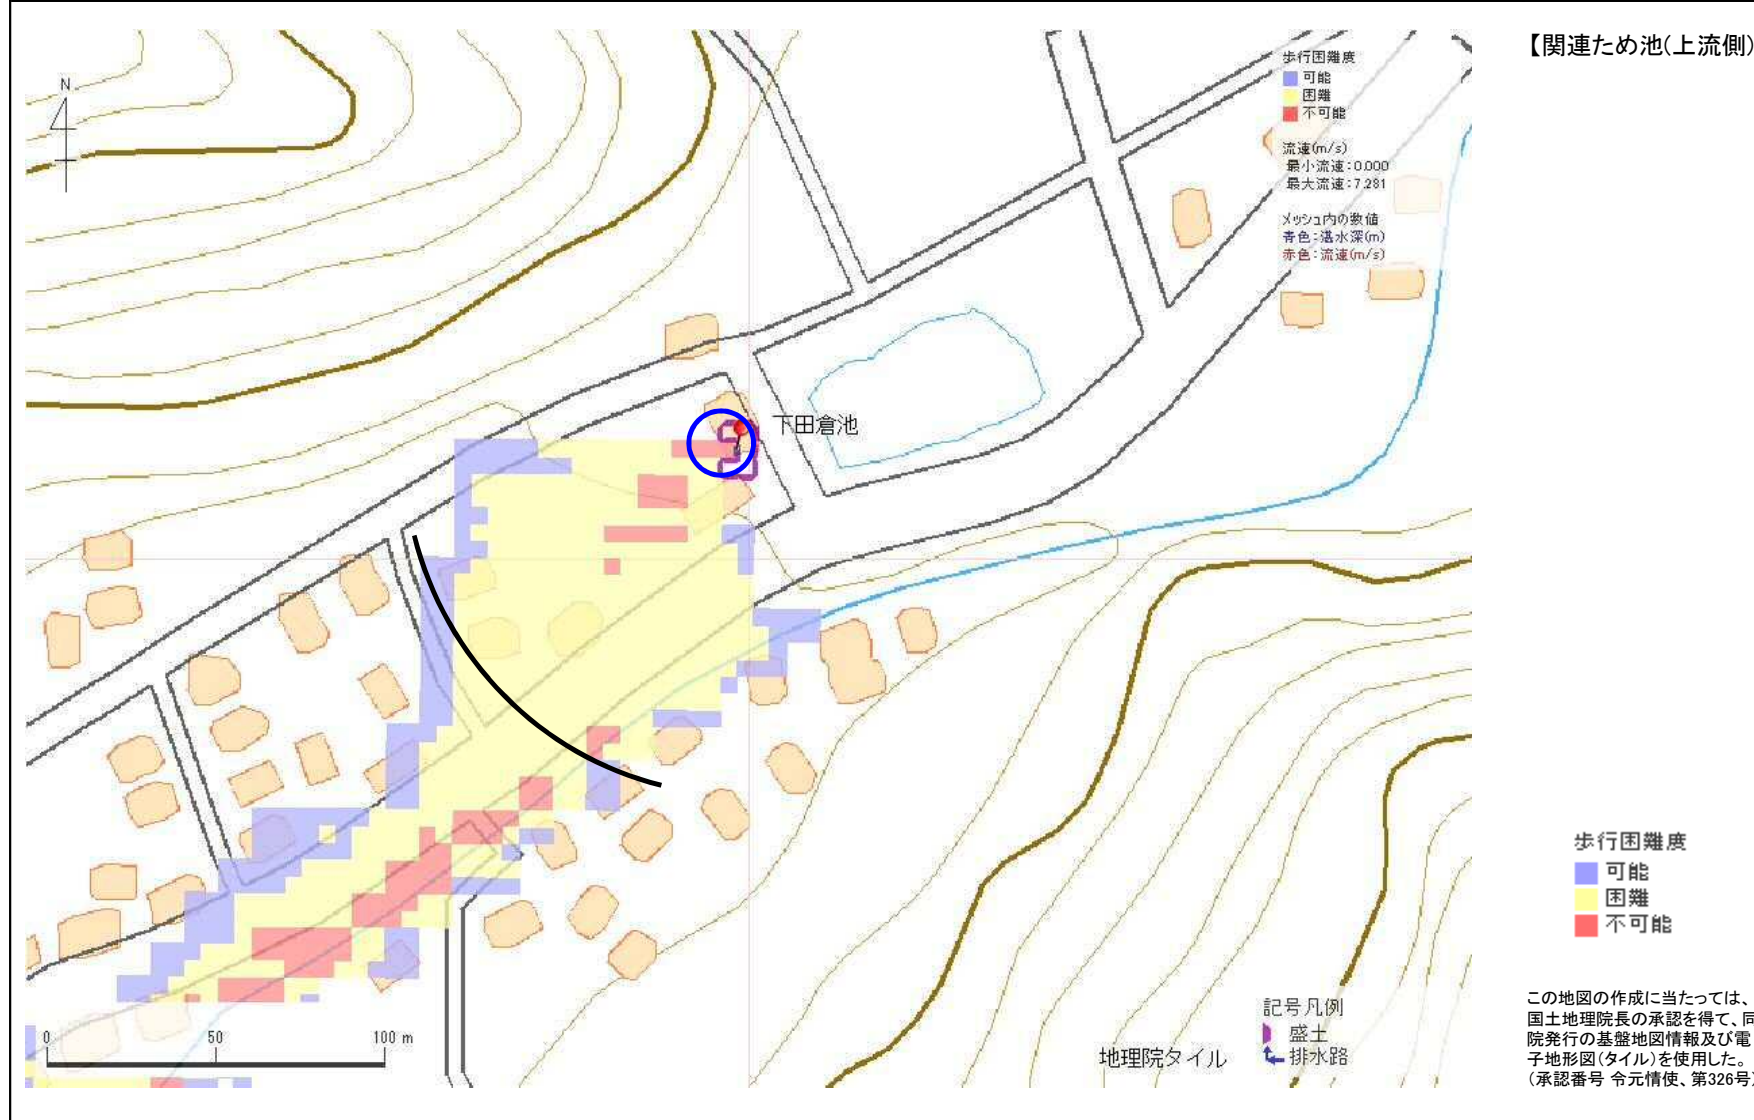 【関連ため池(上流側)
N
歩行困難度
可能
困難
不可能
流速(m/s)
最小流速:0.000
最大流速:7.281
メッシュ内の数値
青色:湛水深(m)
赤色:流速(m/s)
下田倉池
歩行困難度
可能
困難
不可能
記号凡例
盛土
排水路
地理院タイル
0 50 100 m
この地図の作成に当たっては、
国土地理院長の承認を得て、同
院発行の基盤地図情報及び電
子地形図(タイル)を使用した。
(承認番号 令元情使、第326号)